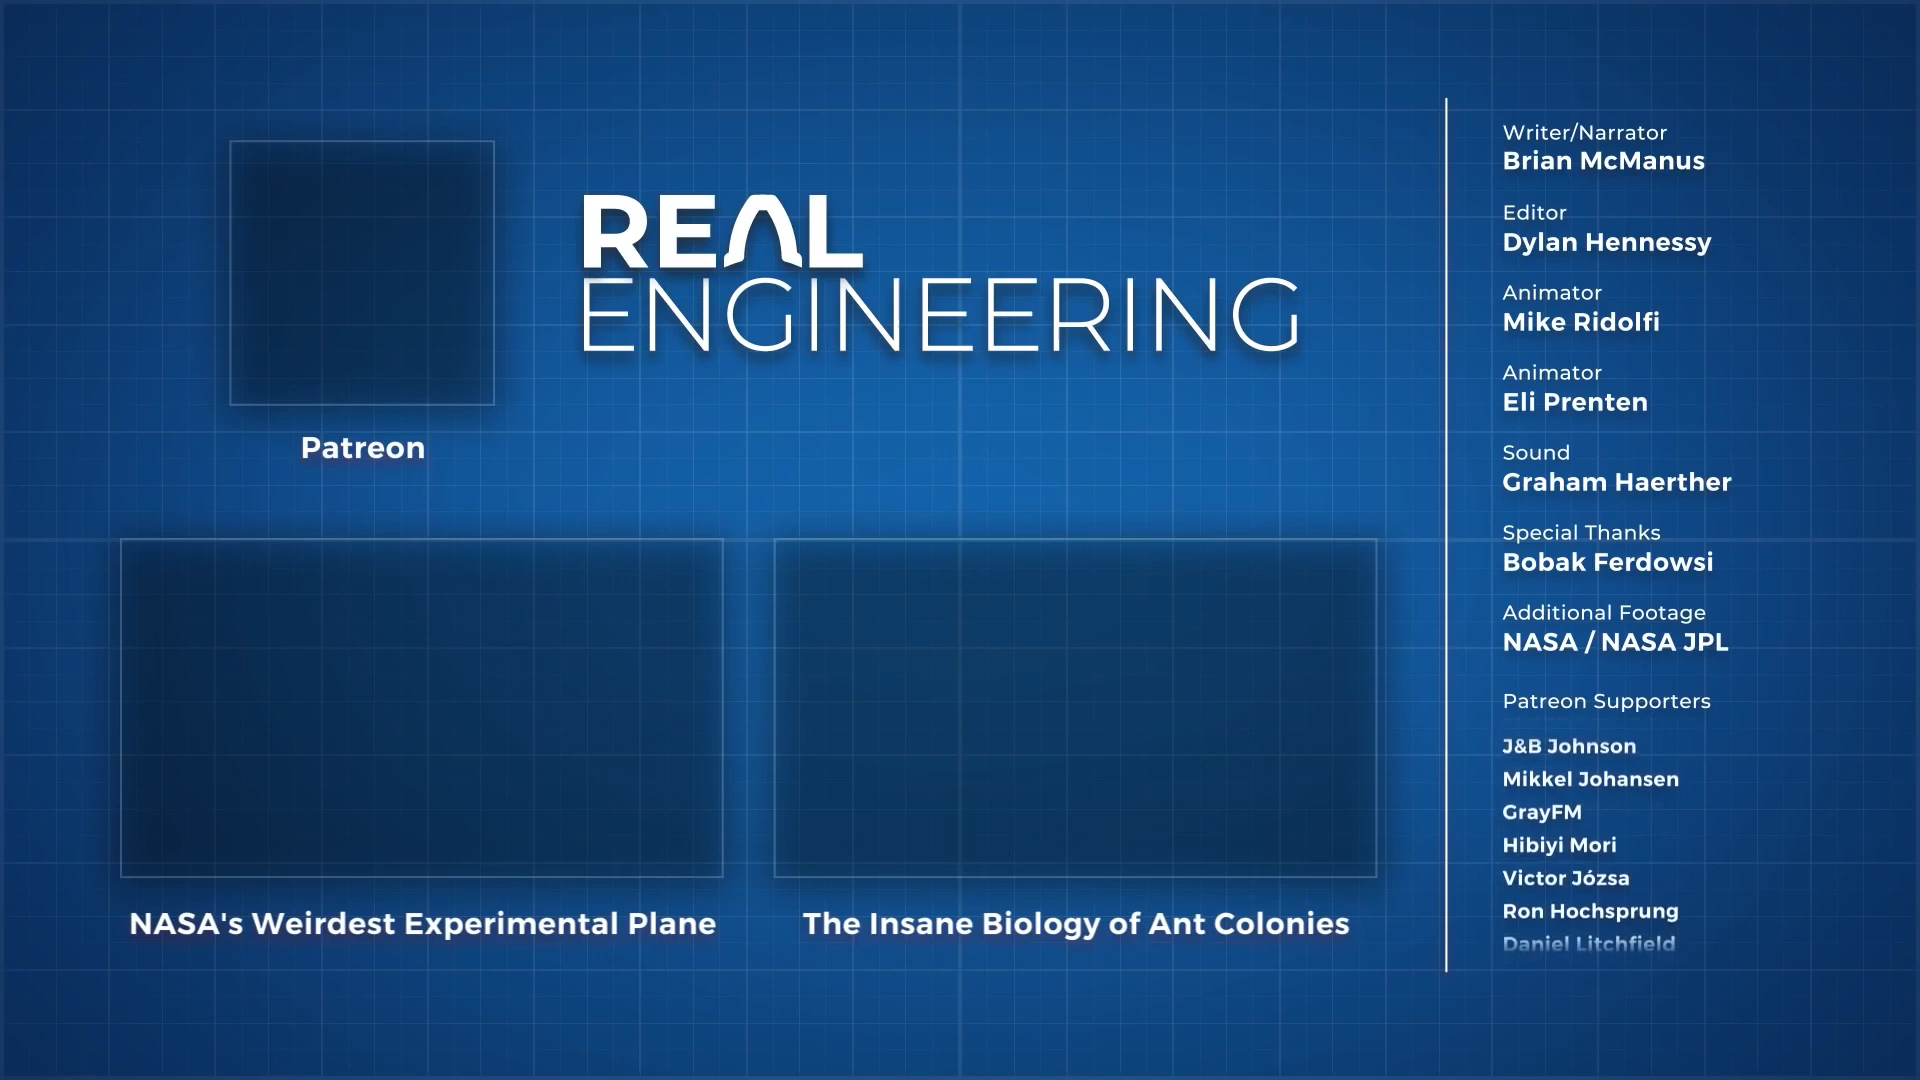 REAL
ENGINEERING
Patreon
NASA's Weirdest Experimental Plane
The Insane Biology of Ant Colonies
Writer/Narrator
Brian McManus
Editor
Dylan Hennessy
Animator
Mike Ridolfi
Animator
Eli Prenten
Sound
Graham Haerther
Special Thanks
Bobak Ferdowsi
Additional Footage
NASA / NASA JPL
Patreon Supporters
J&B Johnson
Mikkel Johansen
GrayFM
Hibiyi Mori
Victor Józsa
Ron Hochsprung
Daniel Litchfield